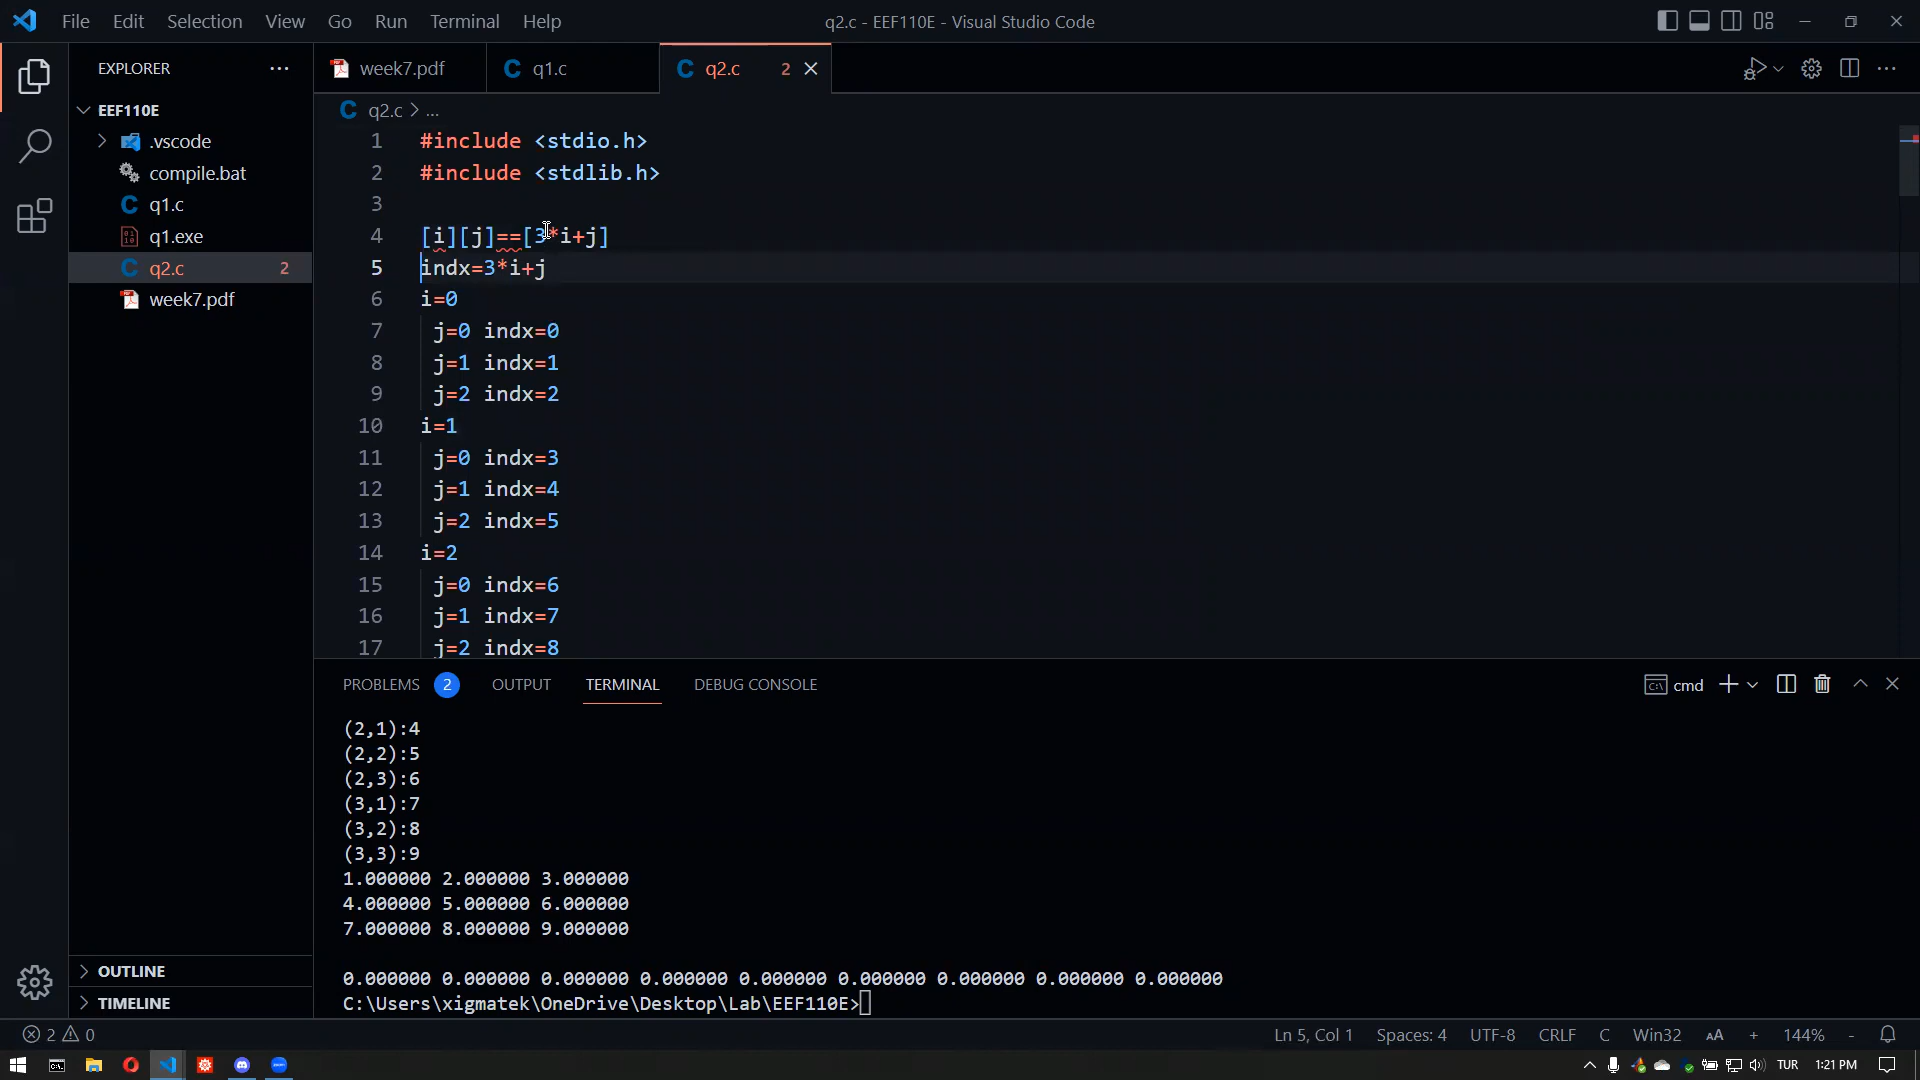 File Edit Selection View Go Run Terminal Help
q2.c - EEF110E - Visual Studio Code
EXPLORER
EEF110E
.vscode
compile.bat
q1.c
q1.exe
q2.c 2
week7.pdf
OUTLINE
TIMELINE
week7.pdf q1.c q2.c 2
q2.c > ...
1 #include <stdio.h>
2 #include <stdlib.h>
3
4 [i][j]==[3*i+j]
5 indx=3*i+j
6 i=0
7 j=0 indx=0
8 j=1 indx=1
9 j=2 indx=2
10 i=1
11 j=0 indx=3
12 j=1 indx=4
13 j=2 indx=5
14 i=2
15 j=0 indx=6
16 j=1 indx=7
17 j=2 indx=8
PROBLEMS 2 OUTPUT TERMINAL DEBUG CONSOLE
cmd
(2,1):4
(2,2):5
(2,3):6
(3,1):7
(3,2):8
(3,3):9
1.000000 2.000000 3.000000
4.000000 5.000000 6.000000
7.000000 8.000000 9.000000
0.000000 0.000000 0.000000 0.000000 0.000000 0.000000 0.000000 0.000000 0.000000
C:\Users\xigmatek\OneDrive\Desktop\Lab\EEF110E>
2 0 Ln 5, Col 1 Spaces: 4 UTF-8 CRLF C Win32 AA + 144% -
TUR 1:21 PM